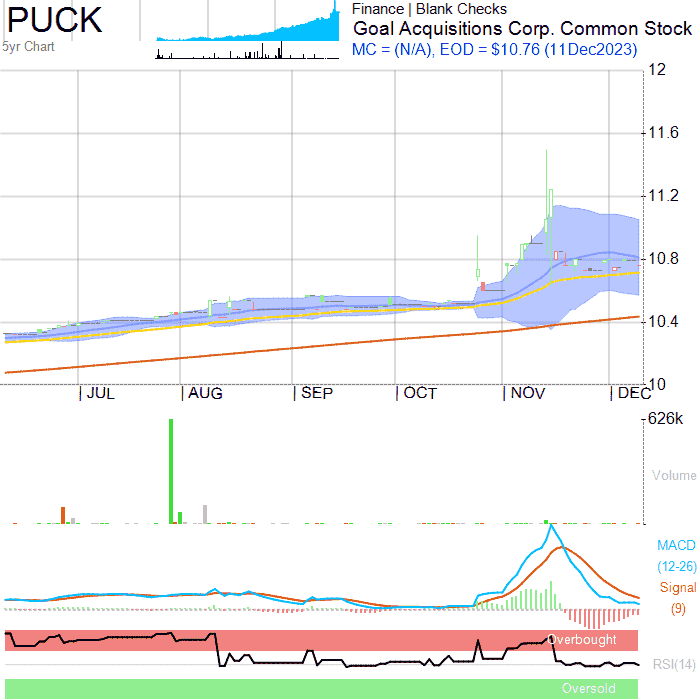 PUCK
5yr Chart
Finance | Blank Checks
Goal Acquisitions Corp. Common Stock
MC = (N/A), EOD = $10.76 (11Dec2023)
12
11.6
11.2
10.8
10.4
10
JUL
AUG
SEP
OCT
NOV
DEC
626k
Volume
MACD
(12-26)
Signal
(9)
Overbought
RSI(14)
Oversold